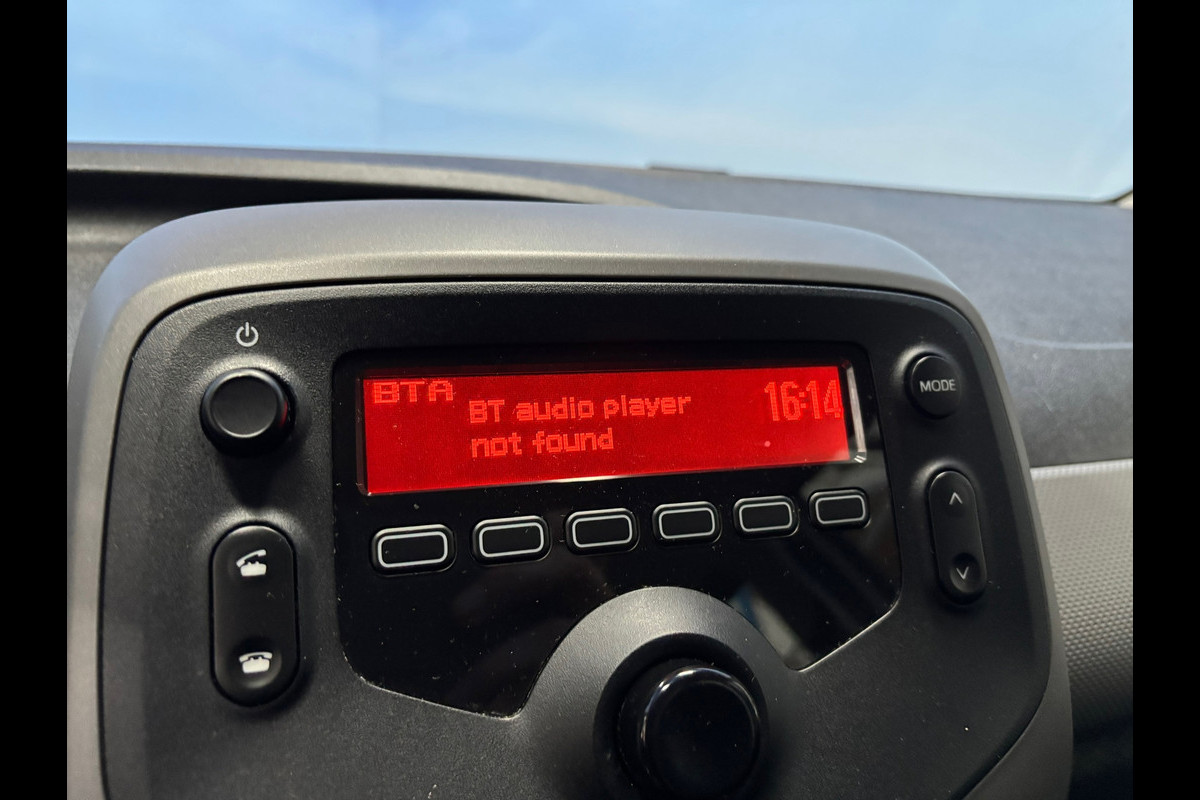 BTA
BT audio player
not found
16:14
MODE